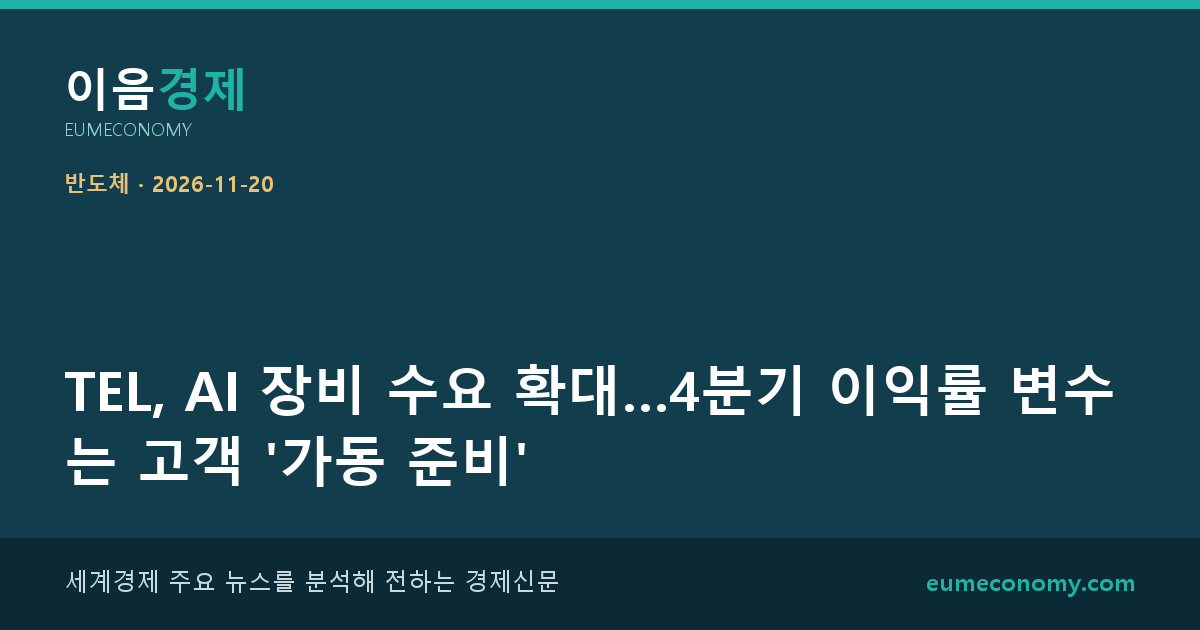 이음경제
EUMECONOMY
반도체 · 2026-11-20
TEL, AI 장비 수요 확대…4분기 이익률 변수
는 고객 '가동 준비'
세계경제 주요 뉴스를 분석해 전하는 경제신문
eumeconomy.com